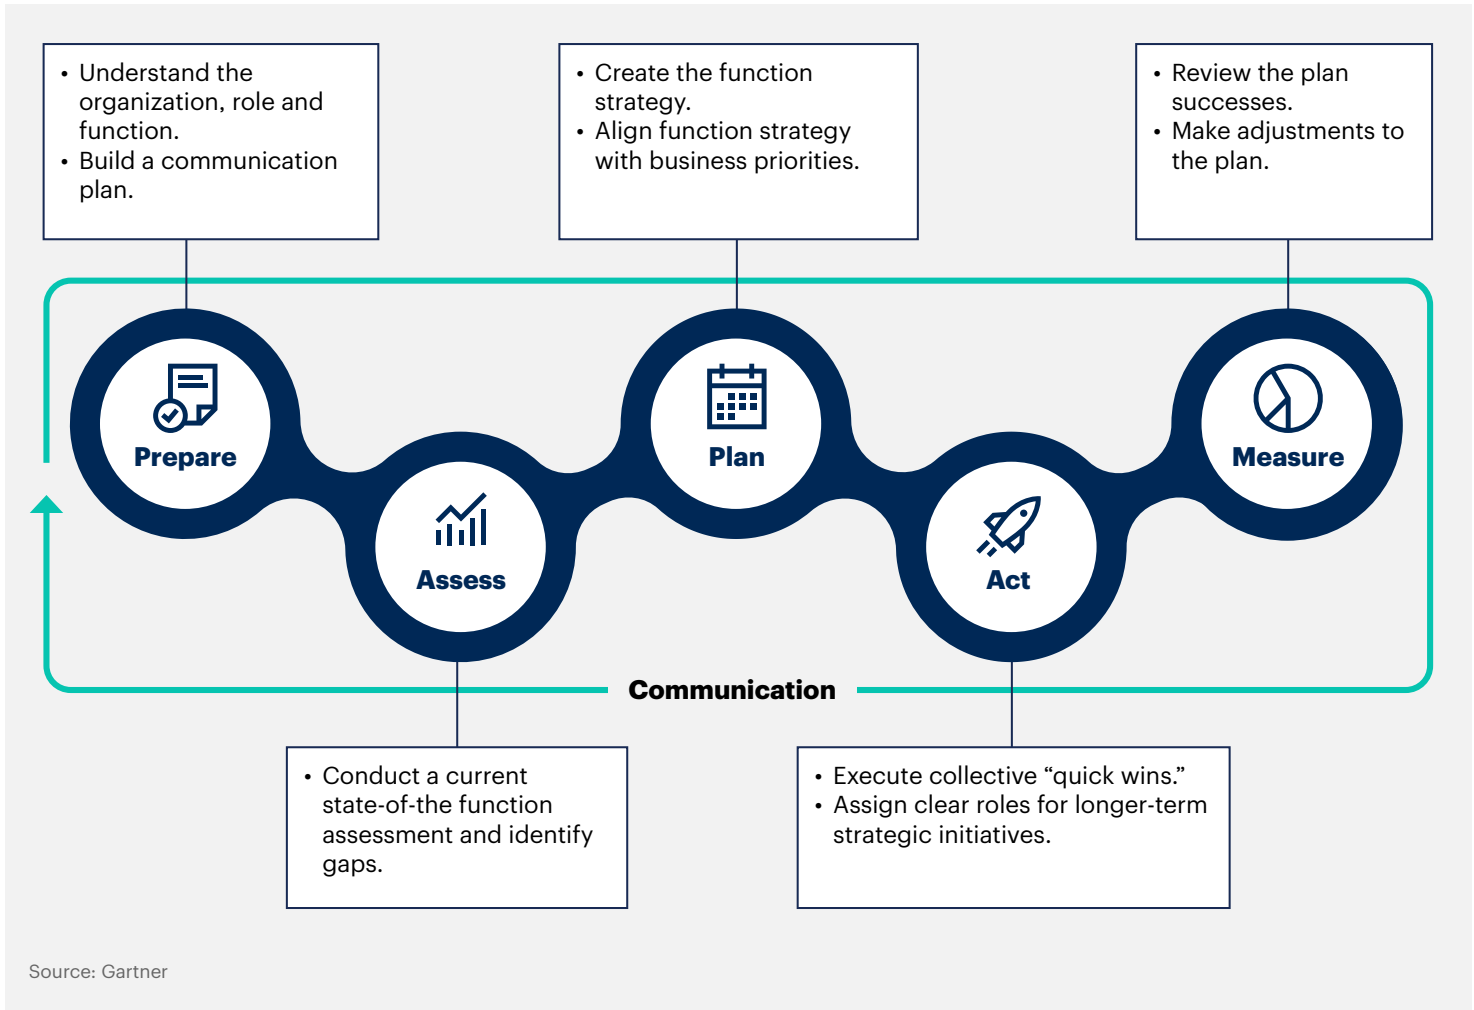 • Understand the
organization, role and
function.
• Build a communication
plan.
• Create the function
strategy.
• Align function strategy
with business priorities.
• Review the plan
successes.
• Make adjustments to
the plan.
Prepare
Assess
Plan
Act
Measure
Communication
• Conduct a current
state-of-the function
assessment and identify
gaps.
• Execute collective “quick wins.”
• Assign clear roles for longer-term
strategic initiatives.
Source: Gartner